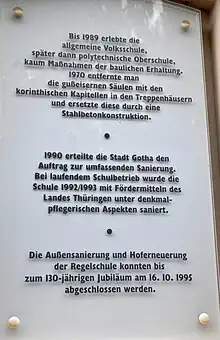 Bis 1989 erlebte die
allgemeine Volksschule,
später dann polytechnische Oberschule,
kaum Maßnahmen der baulichen Erhaltung.
1970 entfernte man
die gußeisernen Säulen mit den
korinthischen Kapitellen in den Treppenhäusern
und ersetzte diese durch eine
Stahlbetonkonstruktion.
1990 erteilte die Stadt Gotha den
Auftrag zur umfassenden Sanierung.
Bei laufendem Schulbetrieb wurde die
Schule 1992/1993 mit Fördermitteln des
Landes Thüringen unter denkmal-
pflegerischen Aspekten saniert.
Die Außensanierung und Hoferneuerung
der Regelschule konnten bis
zum 130-jährigen Jubiläum am 16. 10. 1995
abgeschlossen werden.